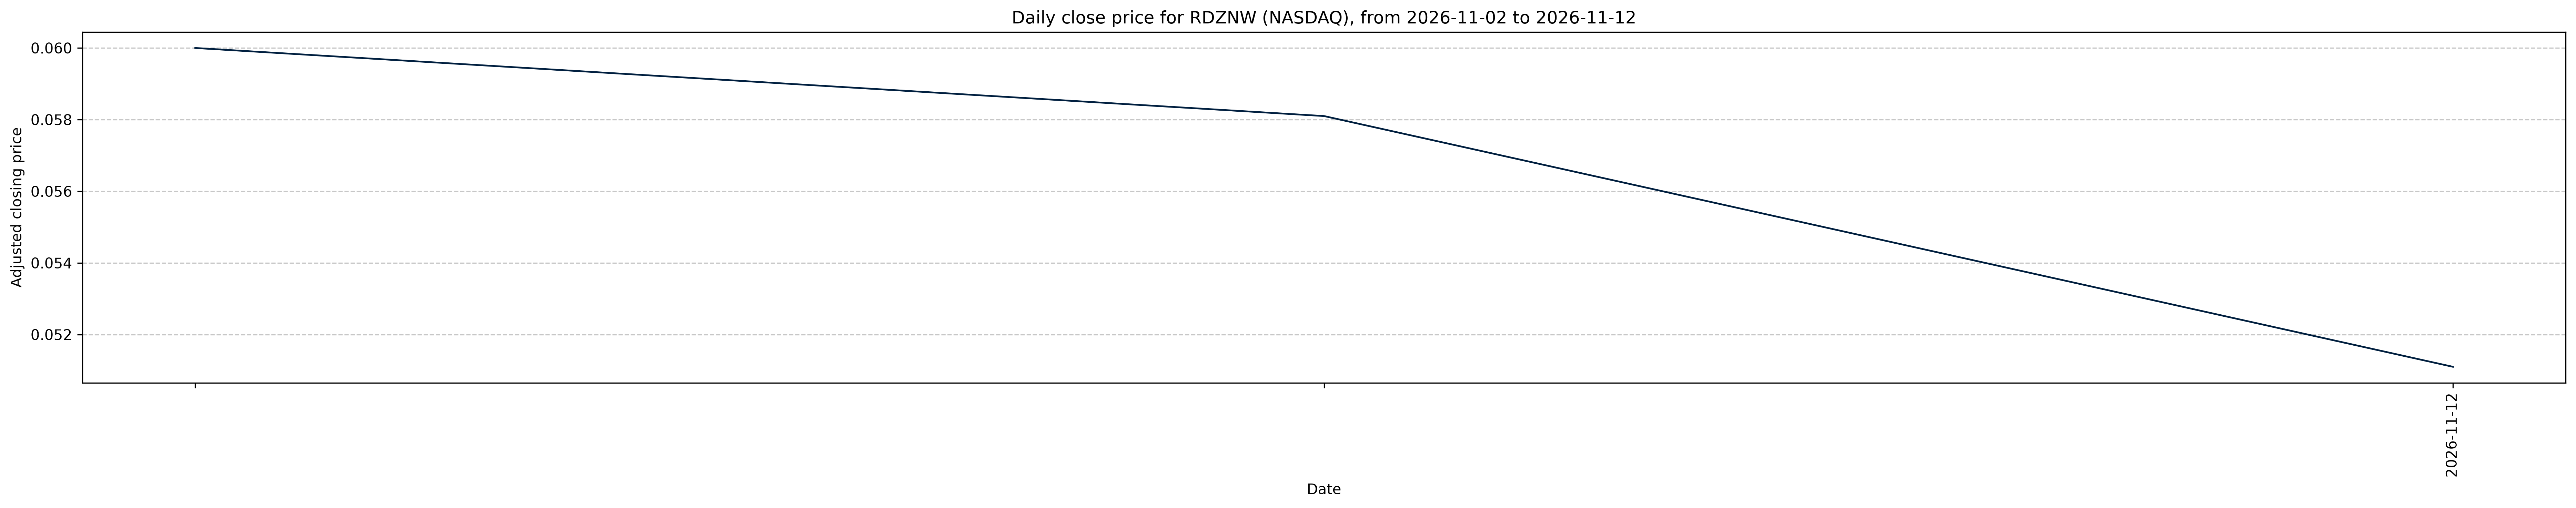 Daily close price for RDZNW (NASDAQ), from 2026-11-02 to 2026-11-12
Adjusted closing price
0.060
0.058
0.056
0.054
0.052
2026-11-12
Date